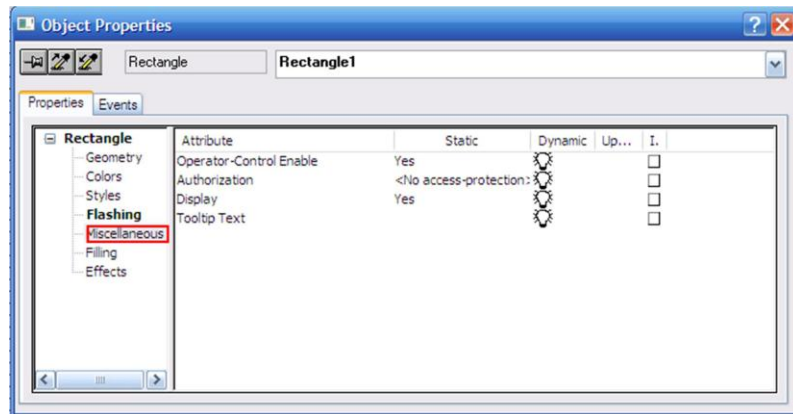 Object Properties
Rectangle Rectangle1
Properties Events
Rectangle
Geometry
Colors
Styles
Flashing
Miscellaneous
Filling
Effects
Attribute Static Dynamic Up... I.
Operator-Control Enable Yes
Authorization <No access-protection>
Display Yes
Tooltip Text